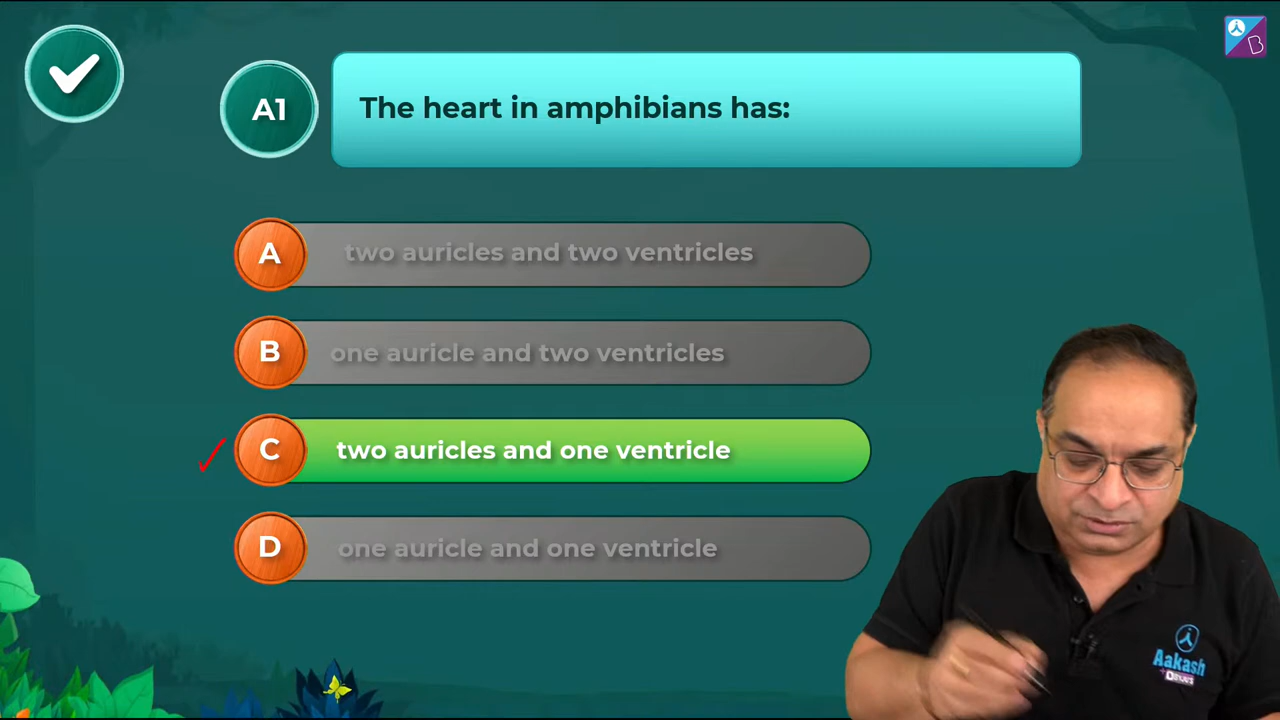 A1
The heart in amphibians has:
A
two auricles and two ventricles
B
one auricle and two ventricles
C
two auricles and one ventricle
D
one auricle and one ventricle
B
Aakash